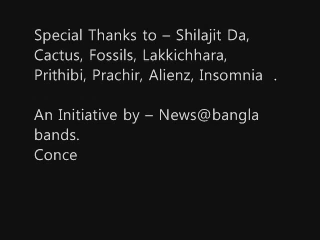 Special Thanks to – Shilajit Da,
Cactus, Fossils, Lakkichhara,
Prithibi, Prachir, Alienz, Insomnia  .
An Initiative by – News@bangla
bands.
Conce